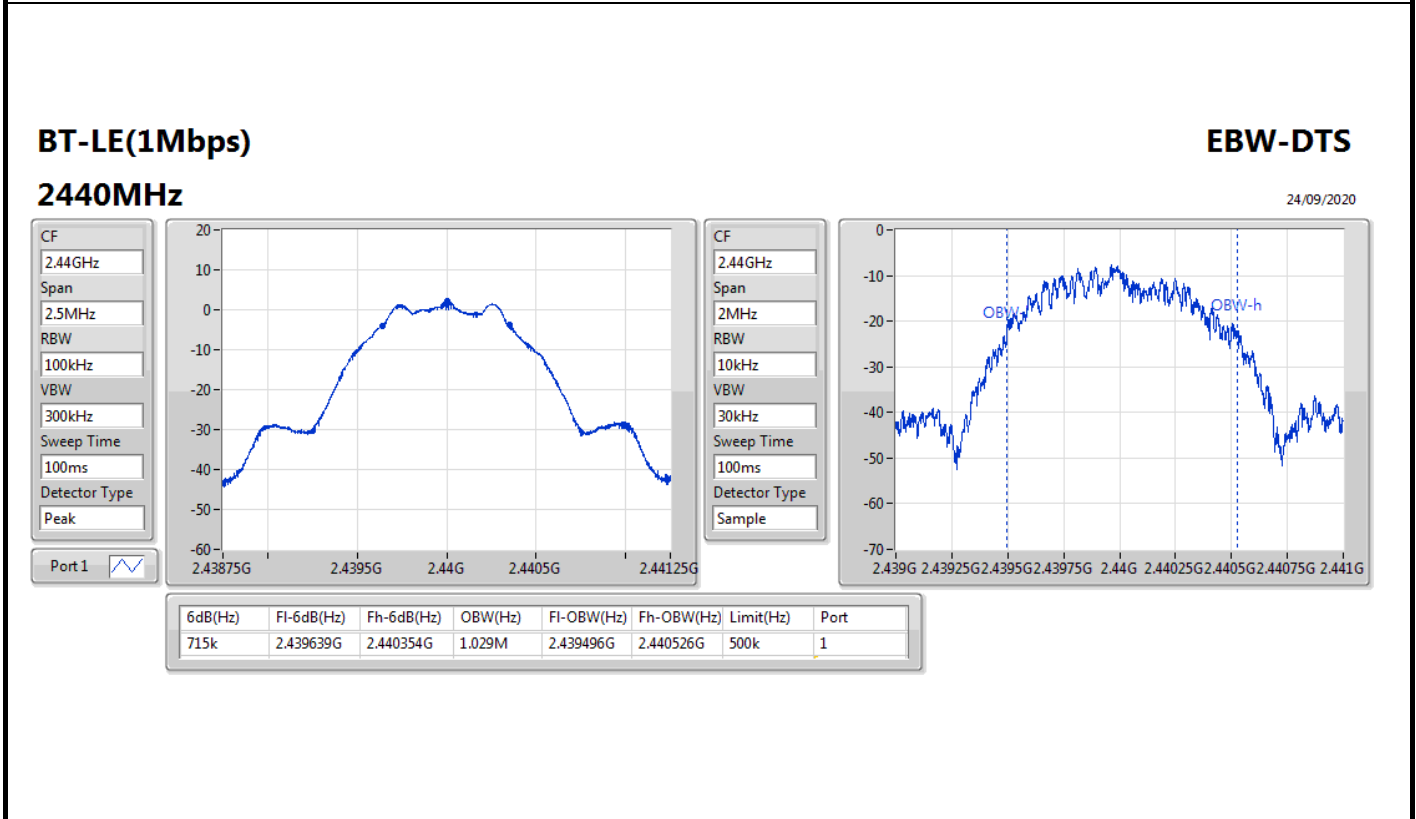 BT-LE(1Mbps)
EBW-DTS
2440MHz
24/09/2020
CF
2.44GHz
Span
2.5MHz
RBW
100kHz
VBW
300kHz
Sweep Time
100ms
Detector Type
Peak
Port 1
20
10
0
-10
-20
-30
-40
-50
-60
2.43875G 2.4395G 2.44G 2.4405G 2.44125G
CF
2.44GHz
Span
2MHz
RBW
10kHz
VBW
30kHz
Sweep Time
100ms
Detector Type
Sample
0
-10
-20
-30
-40
-50
-60
-70
OBW-h
2.439G 2.43925G 2.4395G 2.43975G 2.44G 2.44025G 2.4405G 2.44075G 2.441G
6dB(Hz) Fl-6dB(Hz) Fh-6dB(Hz) OBW(Hz) Fl-OBW(Hz) Fh-OBW(Hz) Limit(Hz) Port
715k 2.439639G 2.440354G 1.029M 2.439496G 2.440526G 500k 1